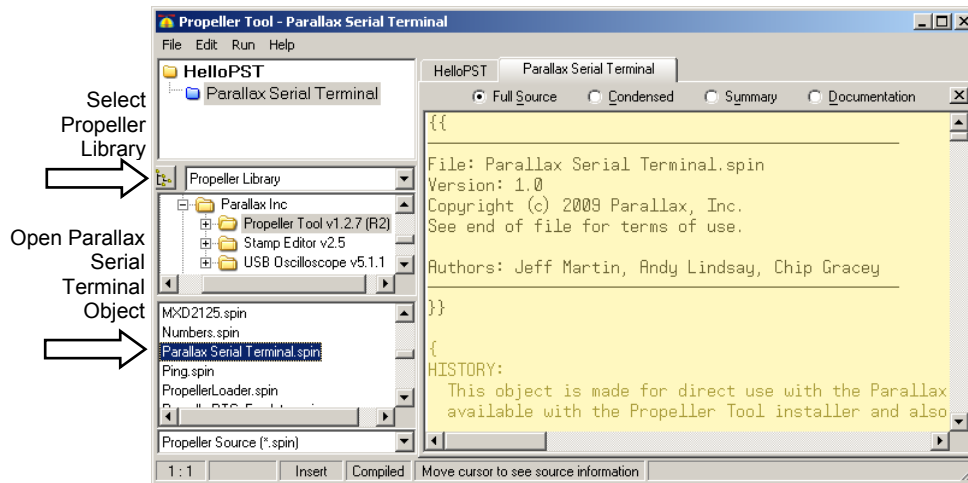 Propeller Tool - Parallax Serial Terminal
File Edit Run Help
HelloPST
Parallax Serial Terminal
Select
Propeller
Library
Propeller Library
Parallax Inc
Propeller Tool v1.2.7 (R2)
Stamp Editor v2.5
USB Oscilloscope v5.1.1
Open Parallax
Serial
Terminal
Object
MXD2125.spin
Numbers.spin
Parallax Serial Terminal.spin
Ping.spin
PropellerLoader.spin
Propeller Source (*.spin)
HelloPST Parallax Serial Terminal
Full Source Condensed Summary Documentation
{{
File: Parallax Serial Terminal.spin
Version: 1.0
Copyright (c) 2009 Parallax, Inc.
See end of file for terms of use.
Authors: Jeff Martin, Andy Lindsay, Chip Gracey
}}
{
HISTORY:
This object is made for direct use with the Parallax
available with the Propeller Tool installer and also
1 : 1 Insert Compiled Move cursor to see source information